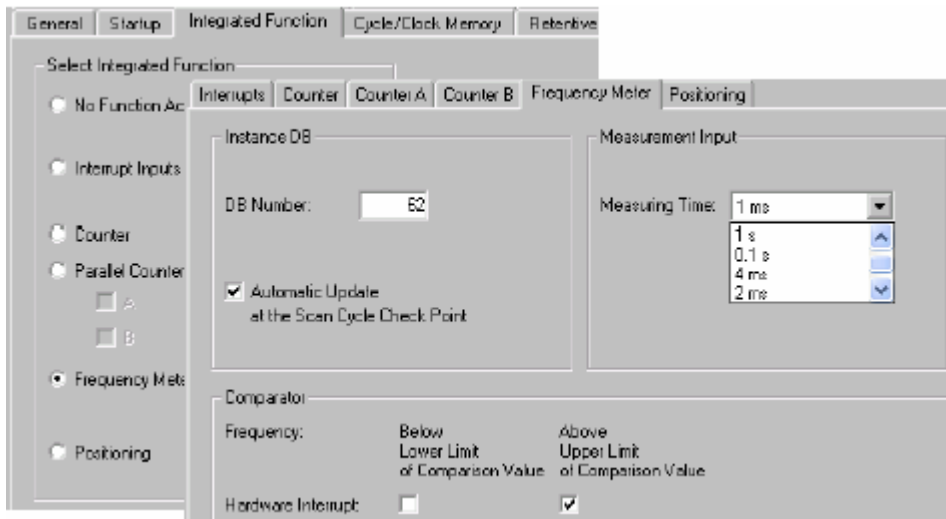 General Startup Integrated Function Cycle/Clock Memory Retentive
Select Integrated Function
No Function Ac
Interrupt Inputs
Counter
Parallel Counter
A
B
Frequency Mete
Positioning
Interrupts Counter Counter A Counter B Frequency Meter Positioning
Instance DB
DB Number: 62
Automatic Update
at the Scan Cycle Check Point
Measurement Input
Measuring Time: 1 ms
1 s
0.1 s
4 ms
2 ms
Comparator
Frequency: Below Above
Lower Limit Upper Limit
of Comparison Value of Comparison Value
Hardware Interrupt: